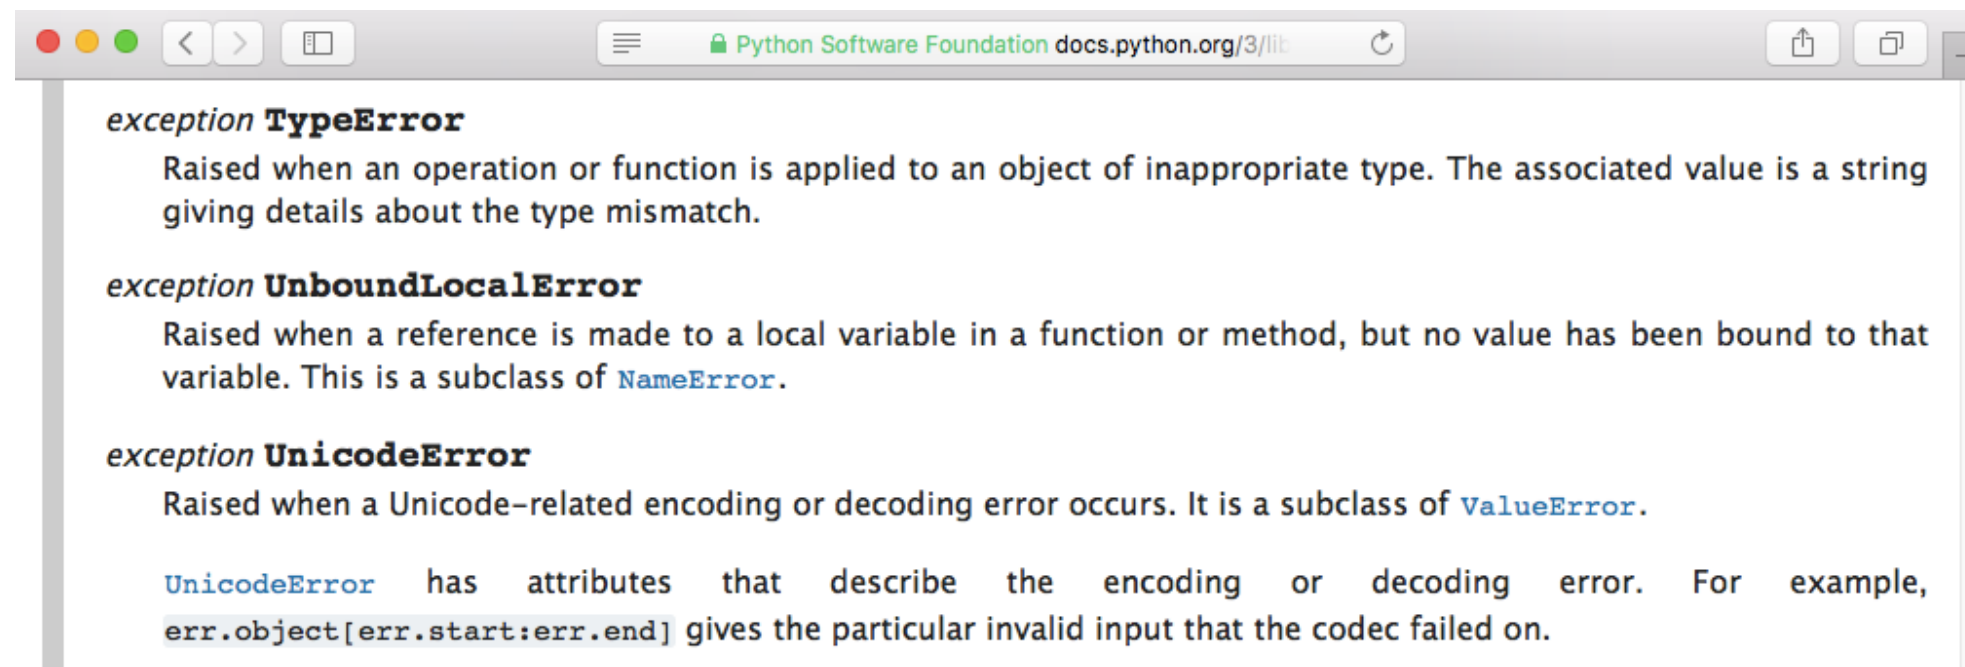 Python Software Foundation docs.python.org/3/lib
exception TypeError
Raised when an operation or function is applied to an object of inappropriate type. The associated value is a string
giving details about the type mismatch.
exception UnboundLocalError
Raised when a reference is made to a local variable in a function or method, but no value has been bound to that
variable. This is a subclass of NameError.
exception UnicodeError
Raised when a Unicode-related encoding or decoding error occurs. It is a subclass of ValueError.
UnicodeError has attributes that describe the encoding or decoding error. For example,
err.object[err.start:err.end] gives the particular invalid input that the codec failed on.